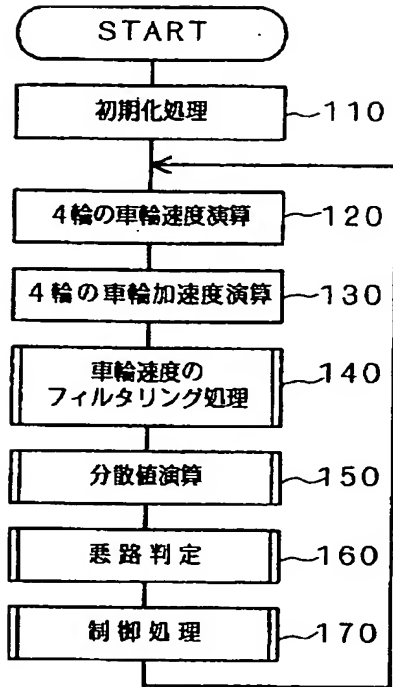 START
初期化処理
110
4輪の車輪速度演算
120
4輪の車輪加速度演算
130
車輪速度の
フィルタリング処理
140
分散値演算
150
悪路判定
160
制御処理
170